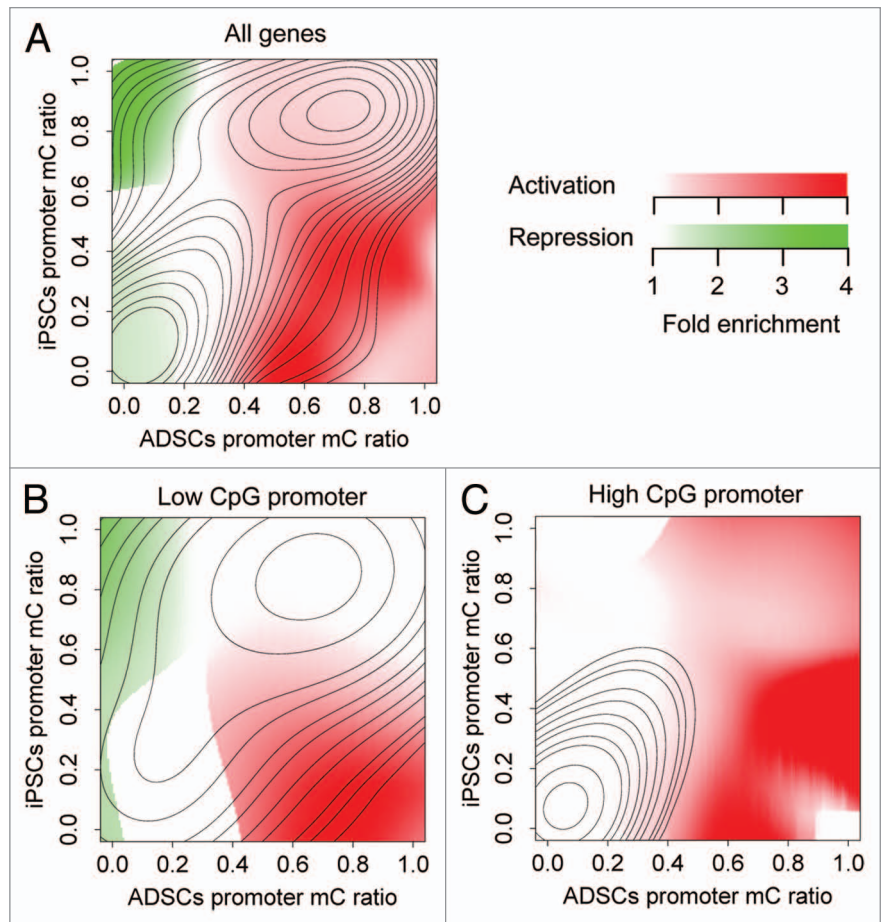 A
All genes
iPSCs promoter mC ratio
1.0
0.8
0.6
0.4
0.2
0.0
0.0 0.2 0.4 0.6 0.8 1.0
ADSCs promoter mC ratio
Activation
Repression
1 2 3 4
Fold enrichment
B
Low CpG promoter
iPSCs promoter mC ratio
1.0
0.8
0.6
0.4
0.2
0.0
0.0 0.2 0.4 0.6 0.8 1.0
ADSCs promoter mC ratio
C
High CpG promoter
iPSCs promoter mC ratio
1.0
0.8
0.6
0.4
0.2
0.0
0.0 0.2 0.4 0.6 0.8 1.0
ADSCs promoter mC ratio